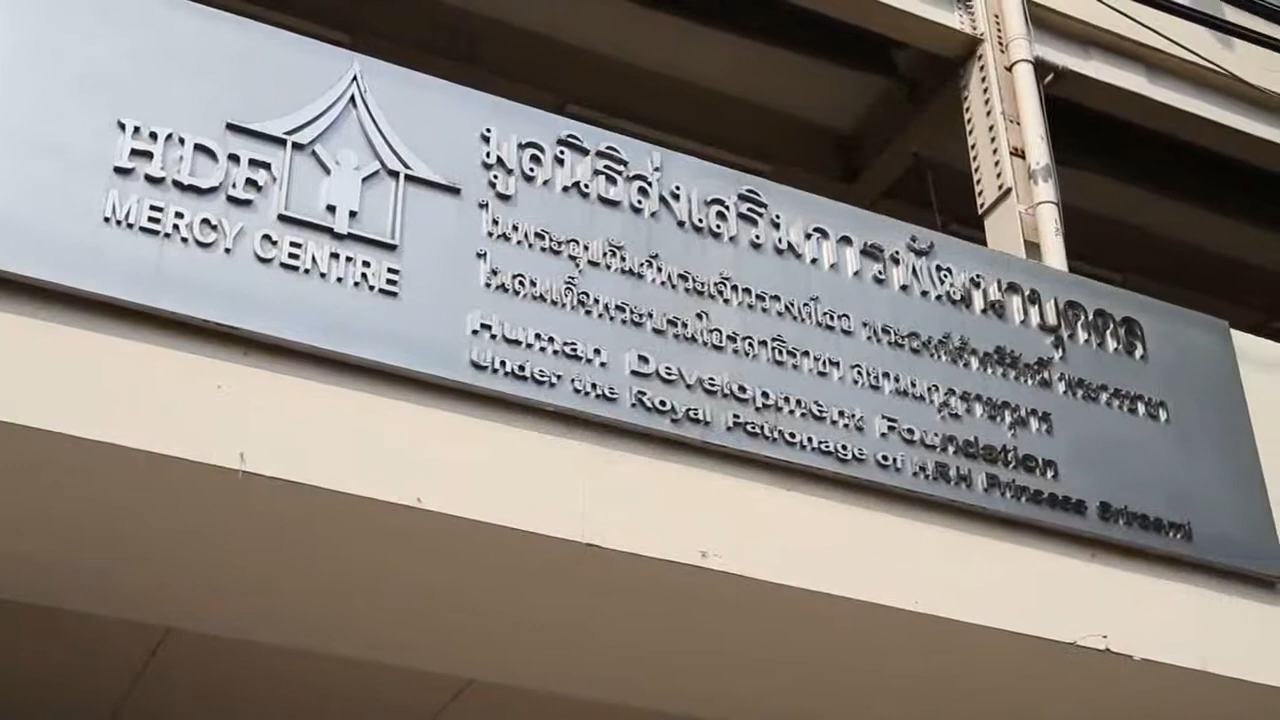 HDF
MERCY CENTRE
มูลนิธิส่งเสริมการพัฒนาบุคคล
ในพระอุปถัมภ์พระเจ้าวรวงศ์เธอ พระองค์เจ้าศรีรัศมิ์ พระวรชายา
ในสมเด็จพระบรมโอรสาธิราชฯ สยามมกุฎราชกุมาร
Human Development Foundation
Under the Royal Patronage of HRH Princess Srirasmi